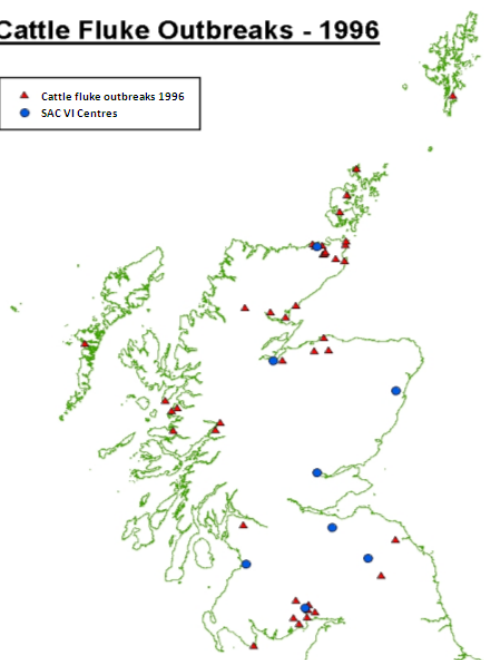 Cattle Fluke Outbreaks - 1996
Cattle fluke outbreaks 1996
SAC VI Centres